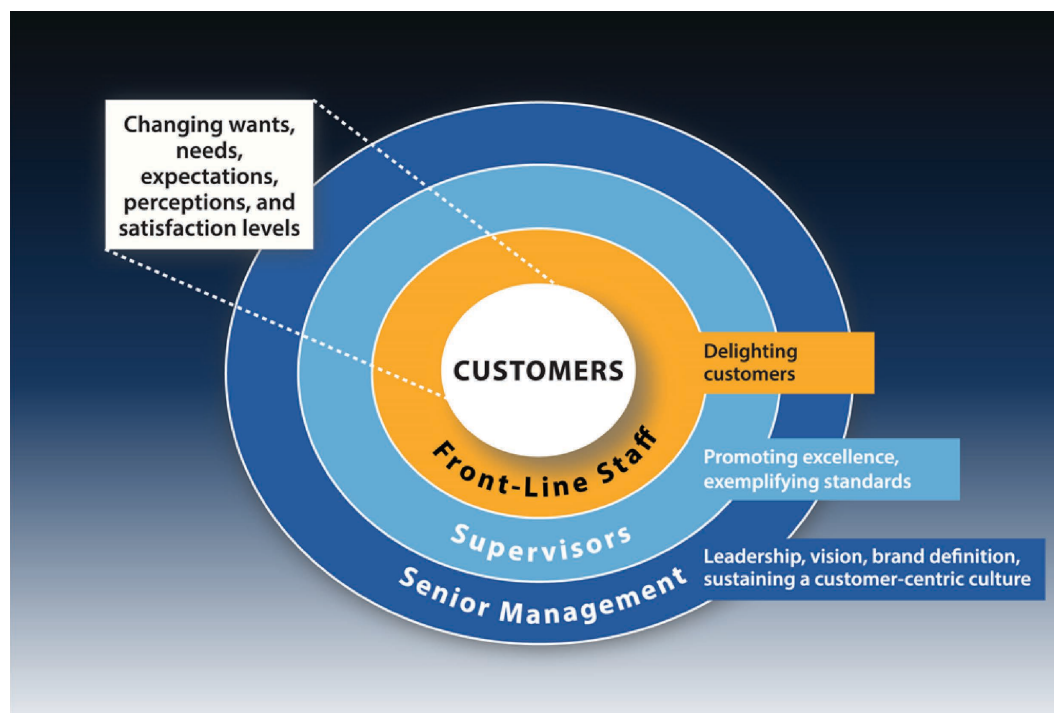 Changing wants,
needs,
expectations,
perceptions, and
satisfaction levels
CUSTOMERS
Delighting
customers
Front-Line Staff
Promoting excellence,
exemplifying standards
Supervisors
Leadership, vision, brand definition,
sustaining a customer-centric culture
Senior Management